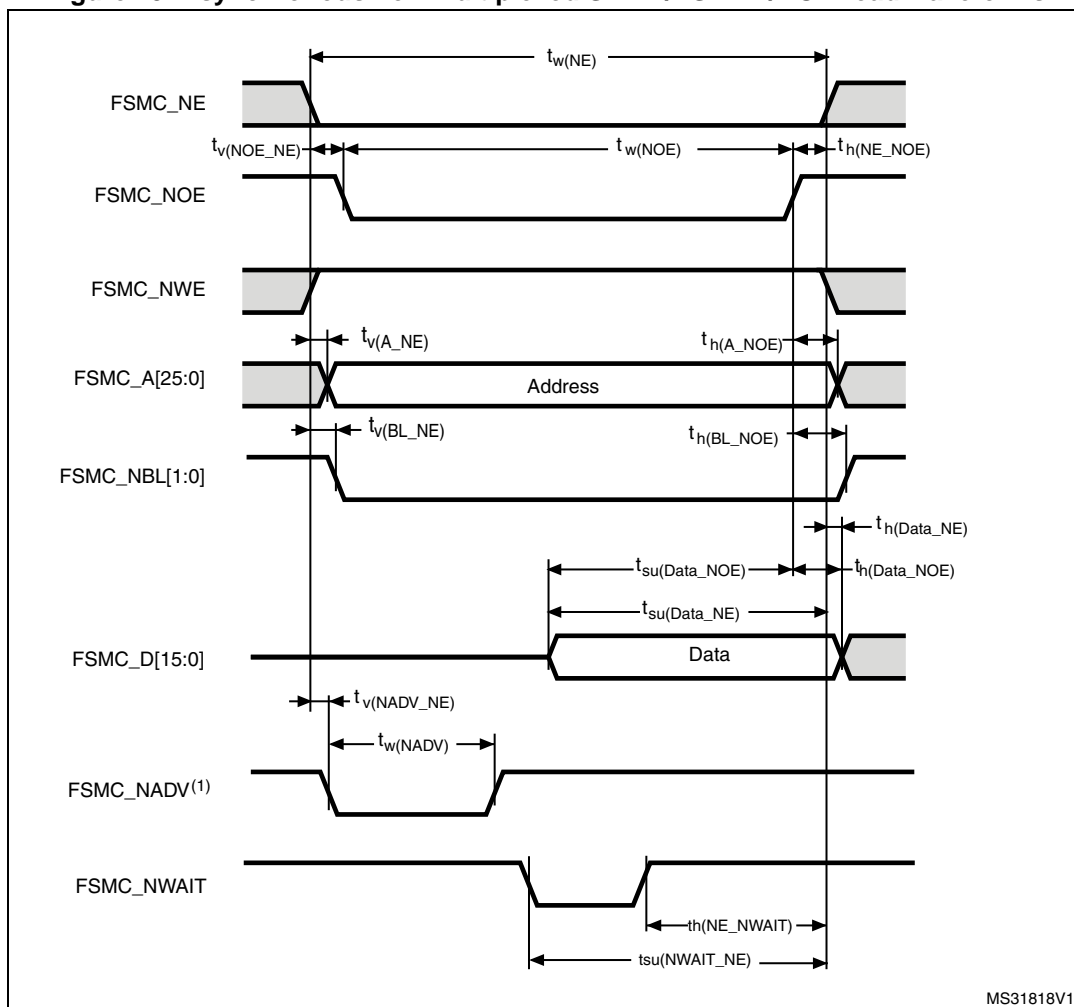 tw(NE)
FSMC_NE
tv(NOE_NE)
tw(NOE)
th(NE_NOE)
FSMC_NOE
FSMC_NWE
tv(A_NE)
th(A_NOE)
FSMC_A[25:0]
Address
tv(BL_NE)
th(BL_NOE)
FSMC_NBL[1:0]
th(Data_NE)
tsu(Data_NOE)
th(Data_NOE)
tsu(Data_NE)
FSMC_D[15:0]
Data
tv(NADV_NE)
tw(NADV)
FSMC_NADV(1)
FSMC_NWAIT
th(NE_NWAIT)
tsu(NWAIT_NE)
MS31818V1